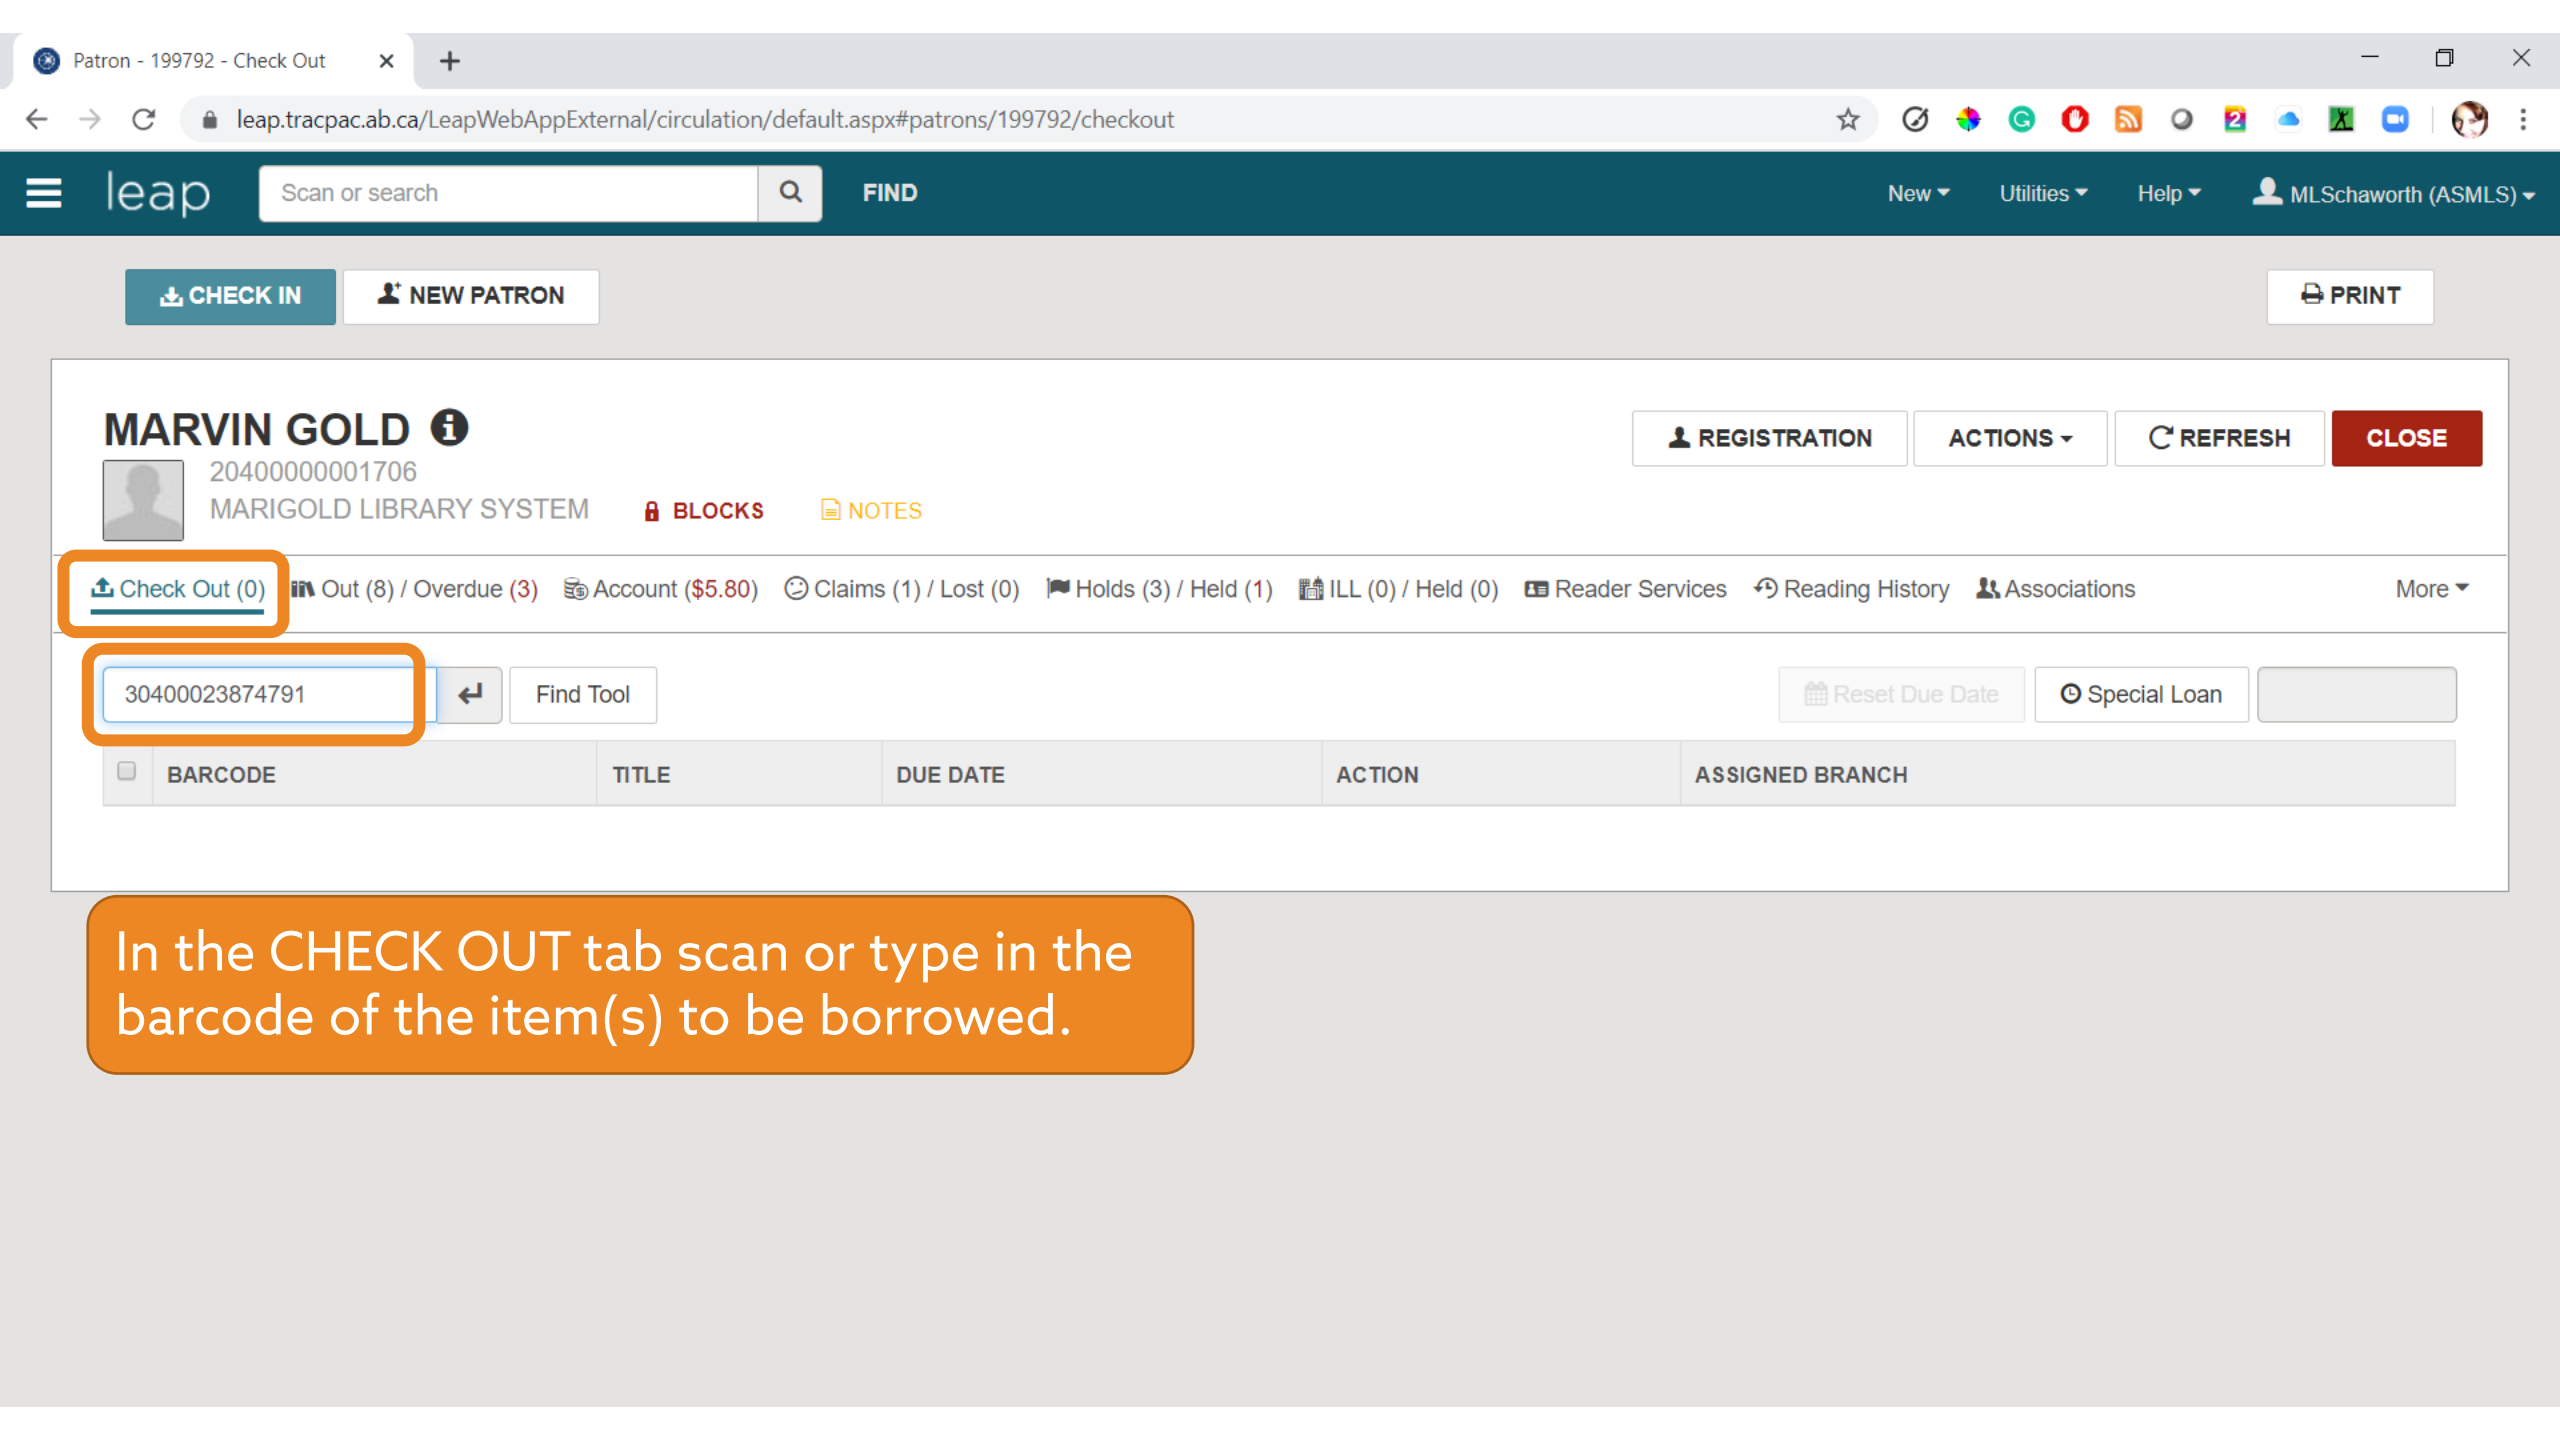 Patron - 199792 - Check Out
leap.tracpac.ab.ca/LeapWebAppExternal/circulation/default.aspx#patrons/199792/checkout
leap Scan or search FIND New Utilities Help MLSchaworth (ASMLS)
CHECK IN NEW PATRON PRINT
MARVIN GOLD REGISTRATION ACTIONS REFRESH CLOSE
20400000001706
MARIGOLD LIBRARY SYSTEM BLOCKS NOTES
Check Out (0) Out (8) / Overdue (3) Account ($5.80) Claims (1) / Lost (0) Holds (3) / Held (1) ILL (0) / Held (0) Reader Services Reading History Associations More
30400023874791 Find Tool Reset Due Date Special Loan
BARCODE TITLE DUE DATE ACTION ASSIGNED BRANCH
In the CHECK OUT tab scan or type in the
barcode of the item(s) to be borrowed.